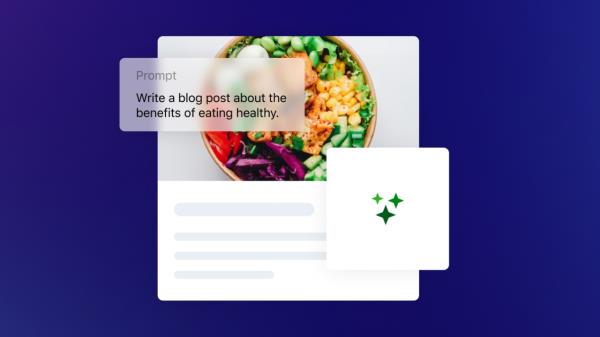 Prompt
Write a blog post about the
benefits of eating healthy.